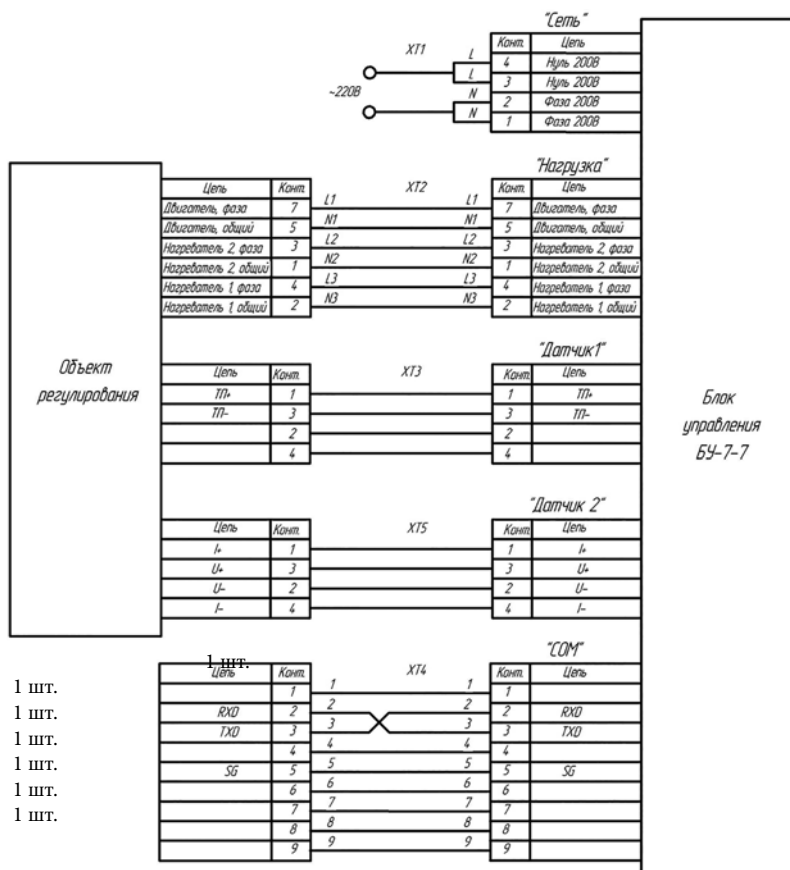 "Сеть"
ХТ1
Конт. Цепь
L 4 Нуль 200В
L 3 Нуль 200В
~220В
N 2 Фаза 200В
N 1 Фаза 200В
"Нагрузка"
Цепь Конт. ХТ2 Конт. Цепь
Двигатель, фаза 7 L1 L1 7 Двигатель, фаза
Двигатель, общий 5 N1 N1 5 Двигатель, общий
Нагреватель 2, фаза 3 L2 L2 3 Нагреватель 2, фаза
Нагреватель 2, общий 1 N2 N2 1 Нагреватель 2, общий
Нагреватель 1, фаза 4 L3 L3 4 Нагреватель 1, фаза
Нагреватель 1, общий 2 N3 N3 2 Нагреватель 1, общий
Объект
регулирования
"Датчик1"
Цепь Конт. ХТ3 Конт. Цепь
ТП+ 1 1 ТП+
ТП- 3 3 ТП-
2 2
4 4
Блок
управления
БУ-7-7
"Датчик 2"
Цепь Конт. ХТ5 Конт. Цепь
I+ 1 1 I+
U+ 3 3 U+
U- 2 2 U-
I- 4 4 I-
"COM"
1 шт.
Цепь Конт. ХТ4 Конт. Цепь
1 1 1 1
RXD 2 2 2 2 RXD
TXD 3 3 3 3 TXD
4 4 4 4
SG 5 5 5 5 SG
6 6 6 6
7 7 7 7
8 8 8 8
9 9 9 9
1 шт.
1 шт.
1 шт.
1 шт.
1 шт.
1 шт.